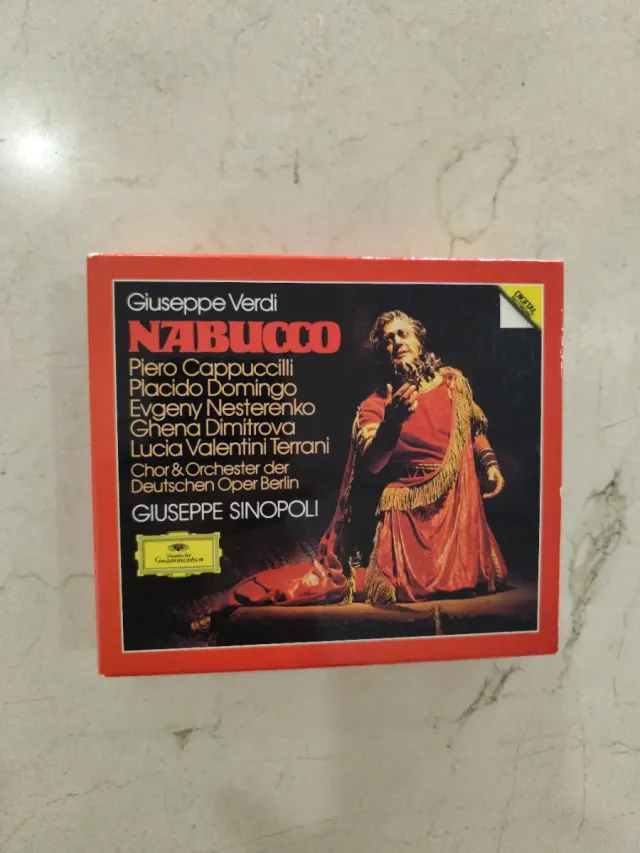 Giuseppe Verdi
NABUCCO
Piero Cappuccilli
Placido Domingo
Evgeny Nesterenko
Ghena Dimitrova
Lucia Valentini Terrani
Chor & Orchester der
Deutschen Oper Berlin
GIUSEPPE SINOPOLI
Deutsche
Grammophon
DIGITAL
RECORDING